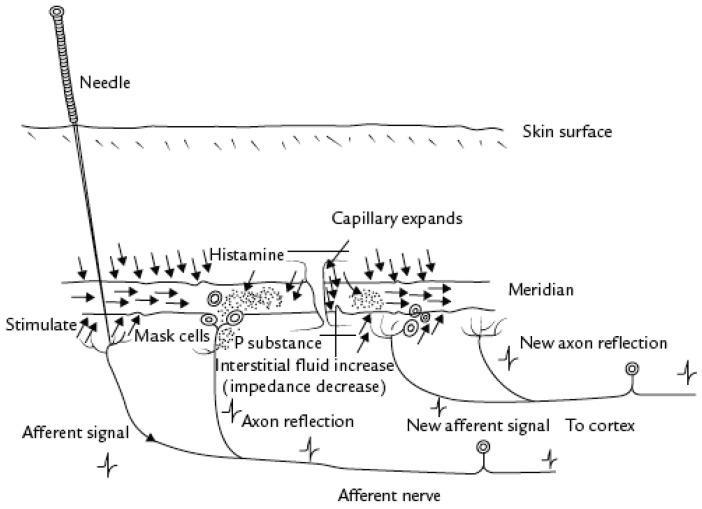 Needle
Skin surface
Capillary expands
Histamine
Meridian
Stimulate
Mask cells
P substance
Interstitial fluid increase
(impedance decrease)
New axon reflection
Axon reflection
Afferent signal
New afferent signal
To cortex
Afferent nerve